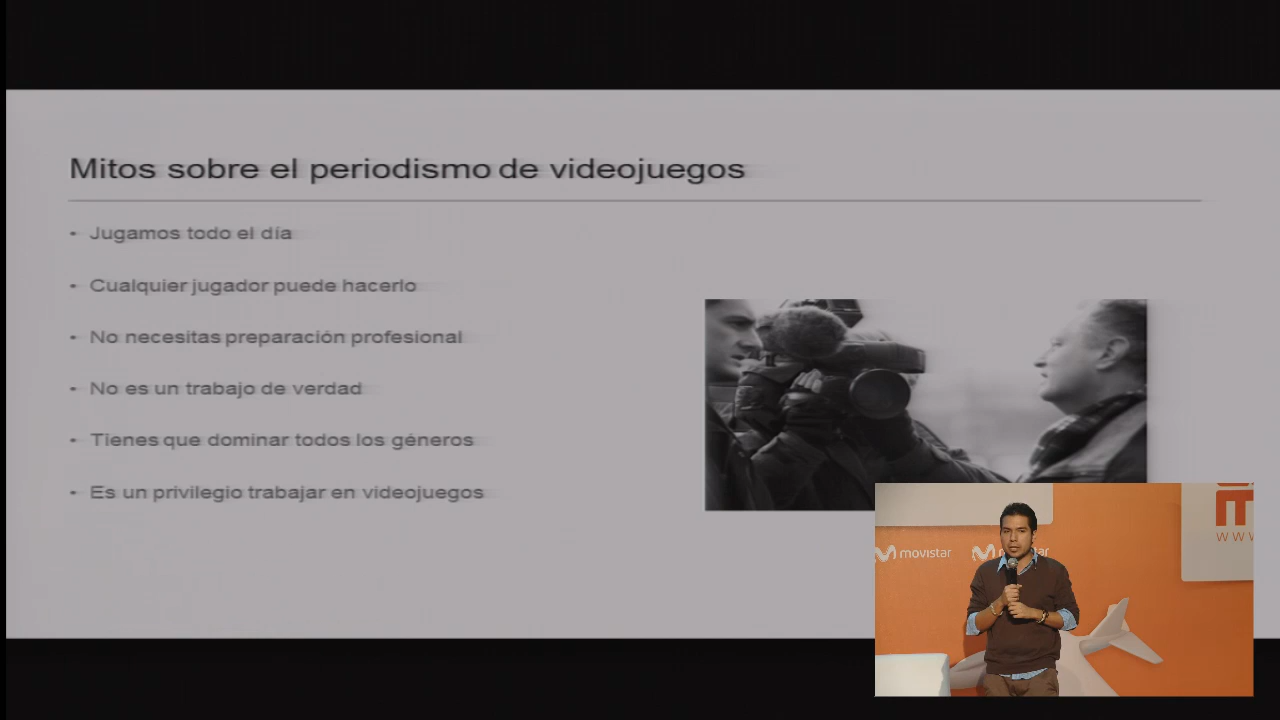 Mitos sobre el periodismo de videojuegos
• Jugamos todo el día
• Cualquier jugador puede hacerlo
• No necesitas preparación profesional
• No es un trabajo de verdad
• Tienes que dominar todos los géneros
• Es un privilegio trabajar en videojuegos
movistar